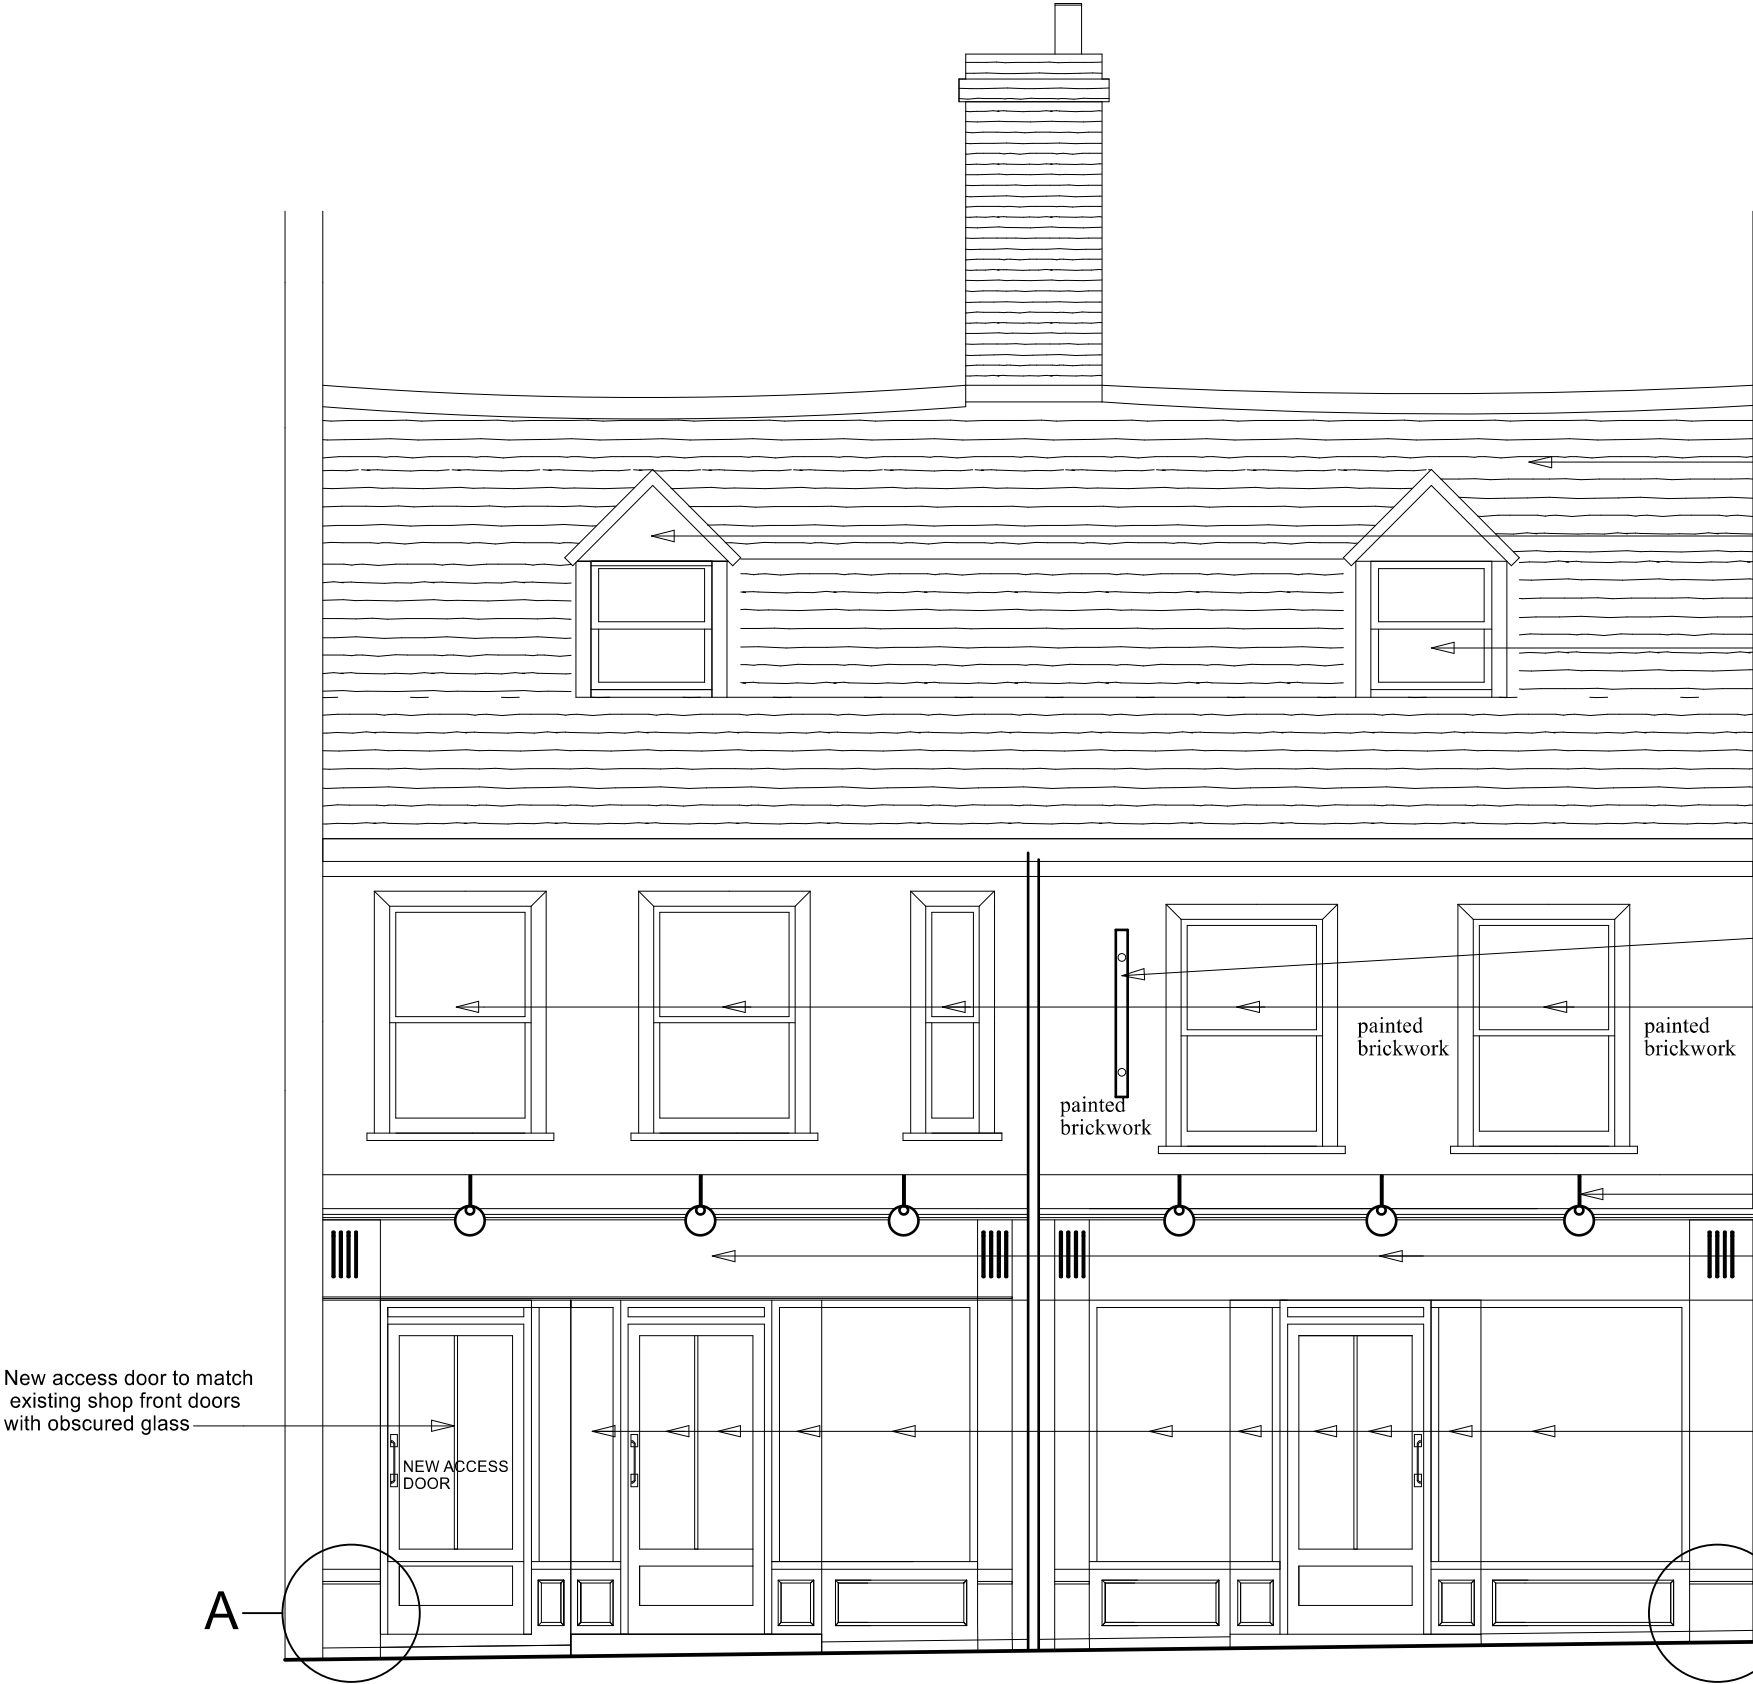 painted
brickwork
painted
brickwork
painted
brickwork
New access door to match
existing shop front doors
with obscured glass
NEW ACCESS
DOOR
A